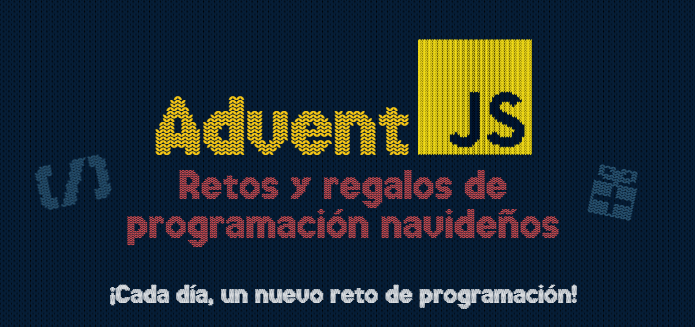 Advent JS
Retos y regalos de
programación navideños
¡Cada día, un nuevo reto de programación!